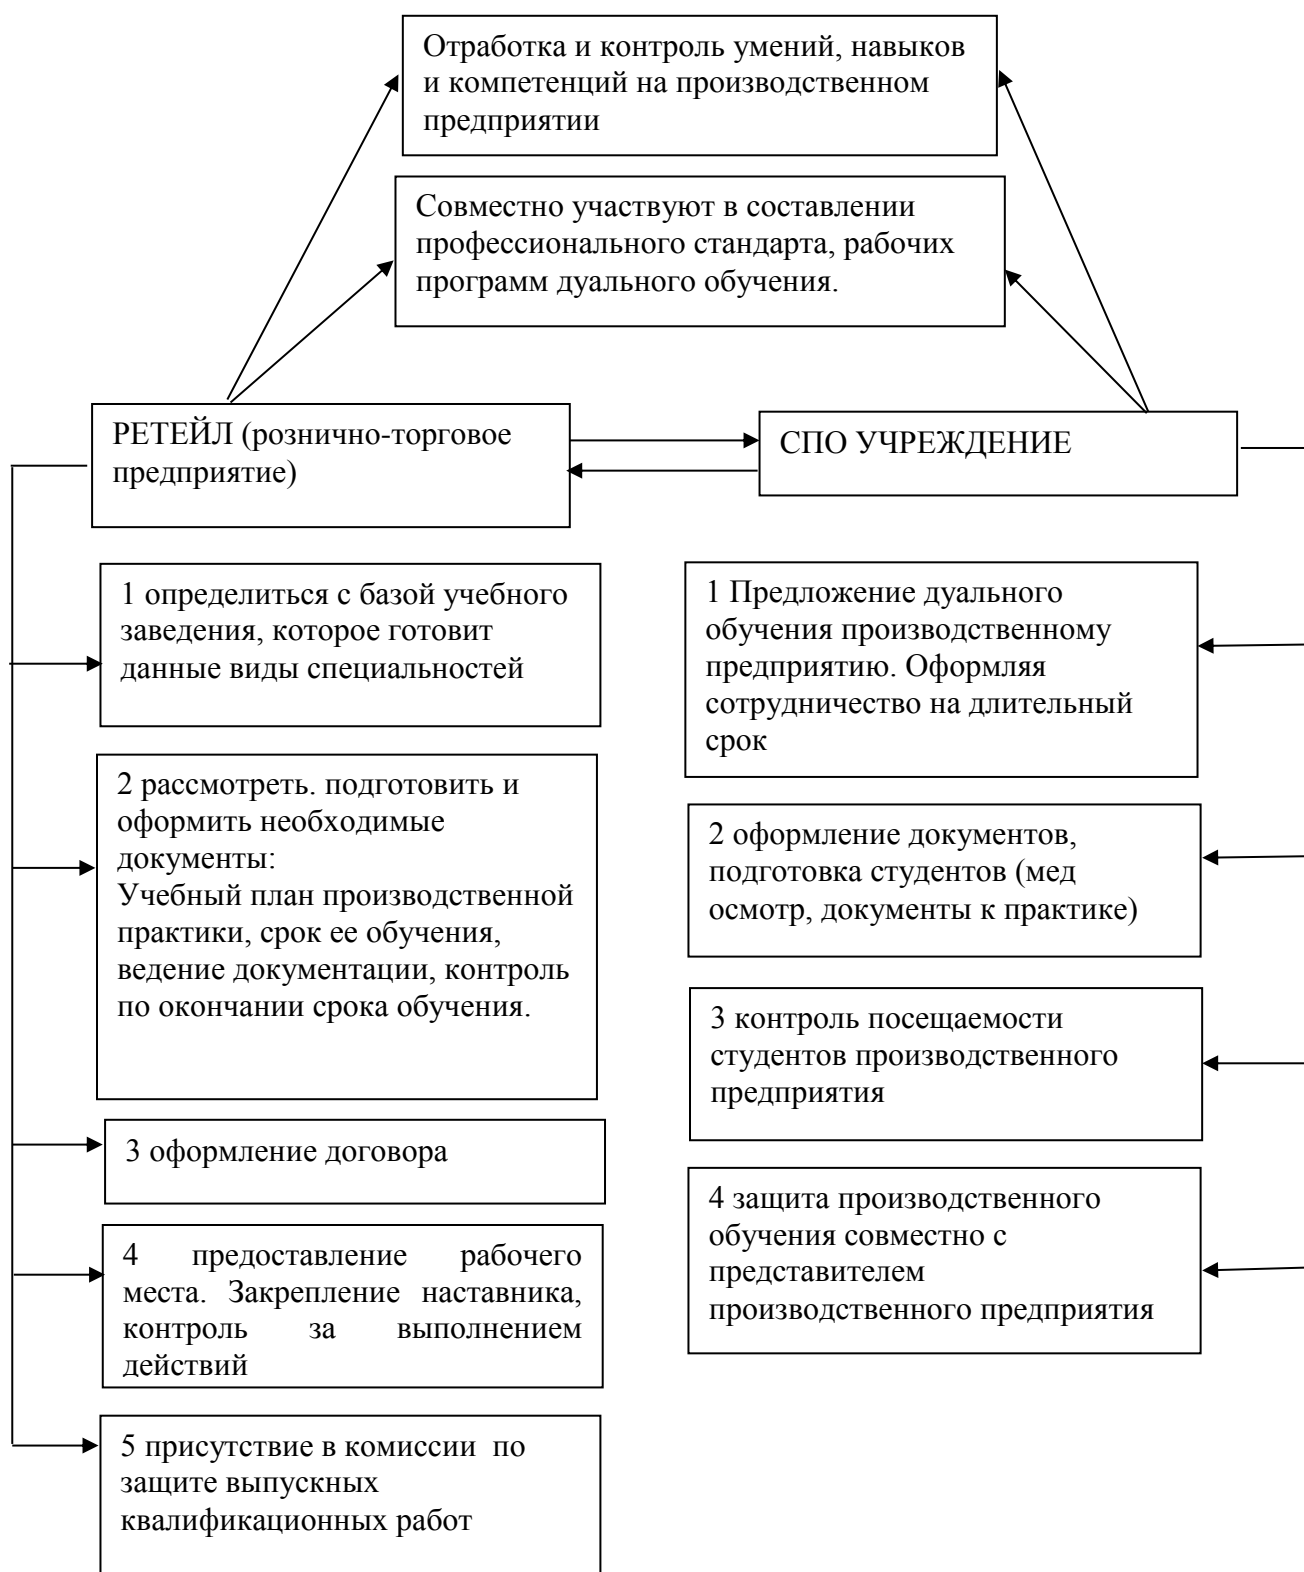 Отработка и контроль умений, навыков
и компетенций на производственном
предприятии
Совместно участвуют в составлении
профессионального стандарта, рабочих
программ дуального обучения.
РЕТЕЙЛ (рознично-торговое
предприятие)
СПО УЧРЕЖДЕНИЕ
1 определиться с базой учебного
заведения, которое готовит
данные виды специальностей
2 рассмотреть. подготовить и
оформить необходимые
документы:
Учебный план производственной
практики, срок ее обучения,
ведение документации, контроль
по окончании срока обучения.
3 оформление договора
4 предоставление рабочего
места. Закрепление наставника,
контроль за выполнением
действий
5 присутствие в комиссии по
защите выпускных
квалификационных работ
1 Предложение дуального
обучения производственному
предприятию. Оформляя
сотрудничество на длительный
срок
2 оформление документов,
подготовка студентов (мед
осмотр, документы к практике)
3 контроль посещаемости
студентов производственного
предприятия
4 защита производственного
обучения совместно с
представителем
производственного предприятия